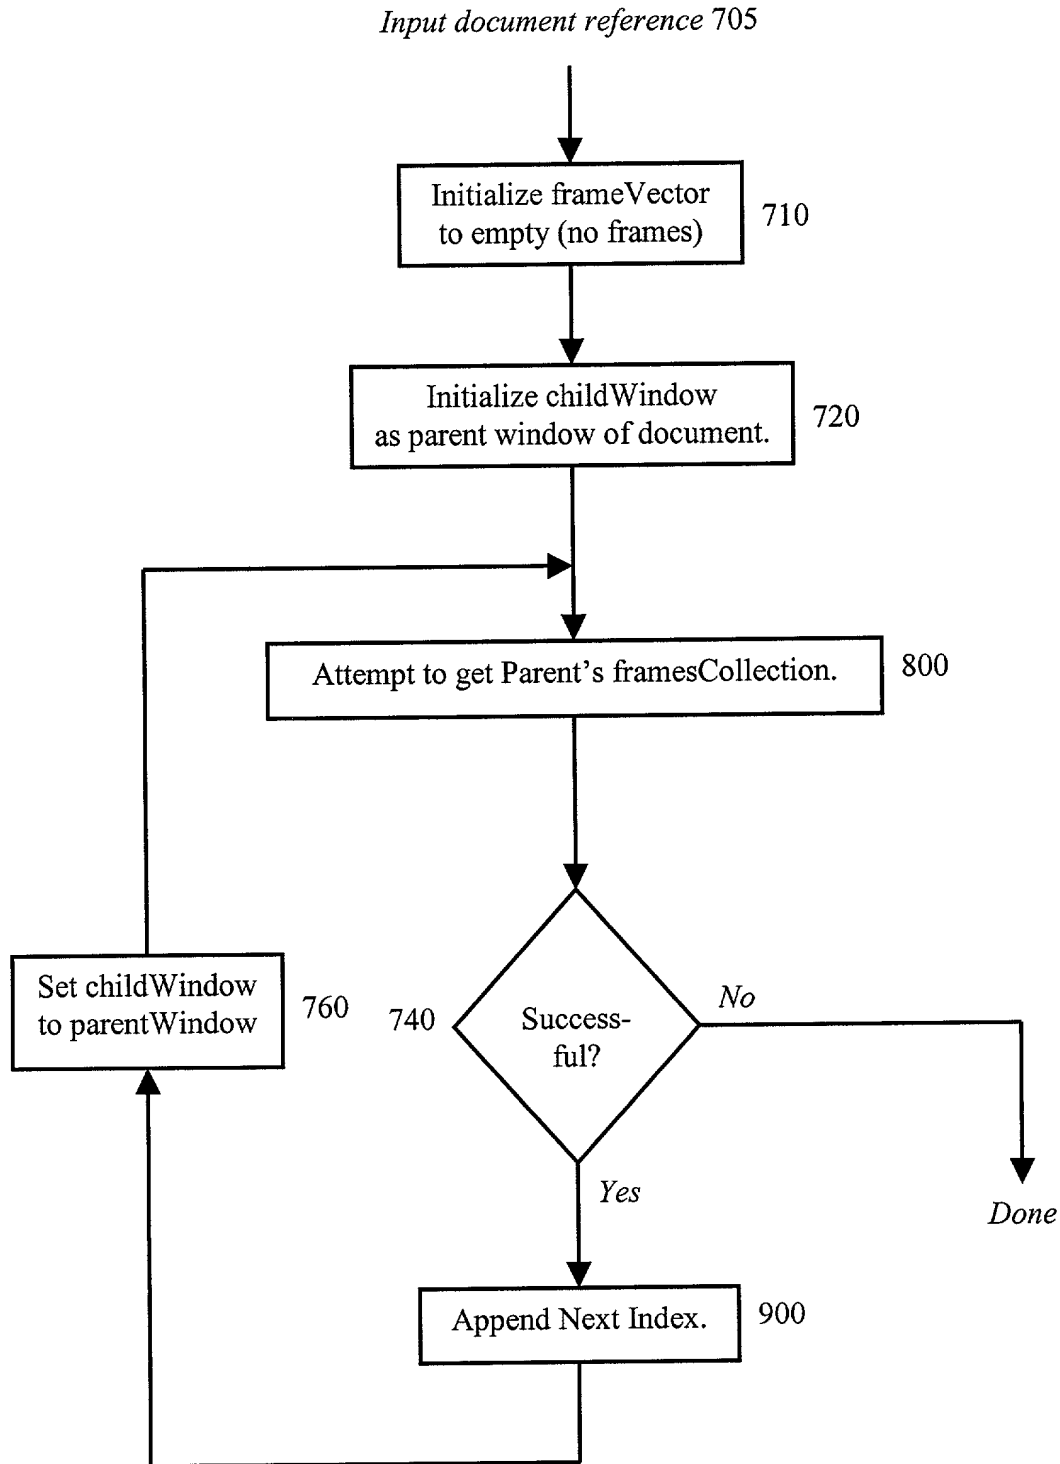 Input document reference 705
Initialize frameVector
to empty (no frames)
710
Initialize childWindow
as parent window of document.
720
Attempt to get Parent's framesCollection.
800
Set childWindow
to parentWindow
760
740
Success-
ful?
No
Yes
Done
Append Next Index.
900